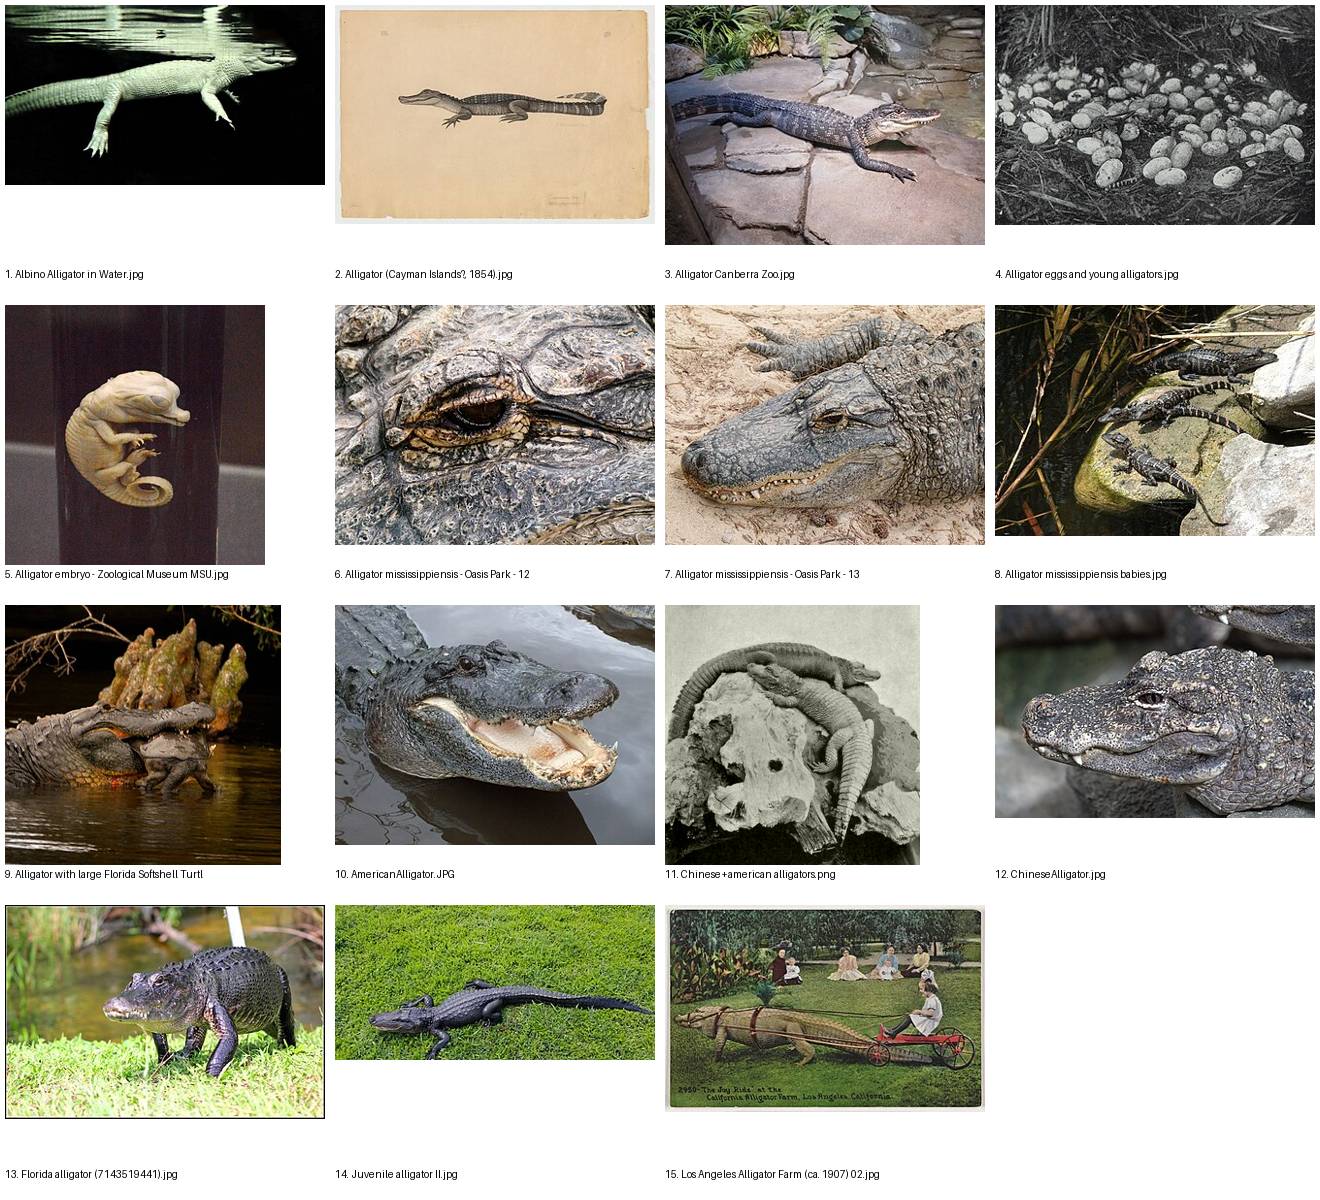 1. Albino Alligator in Water.jpg
2. Alligator (Cayman Islands?, 1854).jpg
3. Alligator Canberra Zoo.jpg
4. Alligator eggs and young alligators.jpg
5. Alligator embryo - Zoological Museum MSU.jpg
6. Alligator mississippiensis - Oasis Park - 12
7. Alligator mississippiensis - Oasis Park - 13
8. Alligator mississippiensis babies.jpg
9. Alligator with large Florida Softshell Turtl
10. AmericanAlligator.JPG
11. Chinese+american alligators.png
12. ChineseAlligator.jpg
2950 "The Joy Ride" at the
California Alligator Farm, Los Angeles, California.
13. Florida alligator (7143519441).jpg
14. Juvenile alligator II.jpg
15. Los Angeles Alligator Farm (ca. 1907) 02.jpg